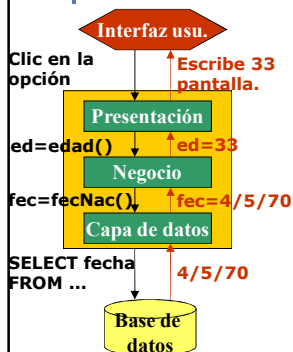 Interfaz usu.
Clic en la
opción
Escribe 33
pantalla.
Presentación
ed=edad()
ed=33
Negocio
fec=fecNac()
fec=4/5/70
Capa de datos
SELECT fecha
FROM ...
4/5/70
Base de
datos